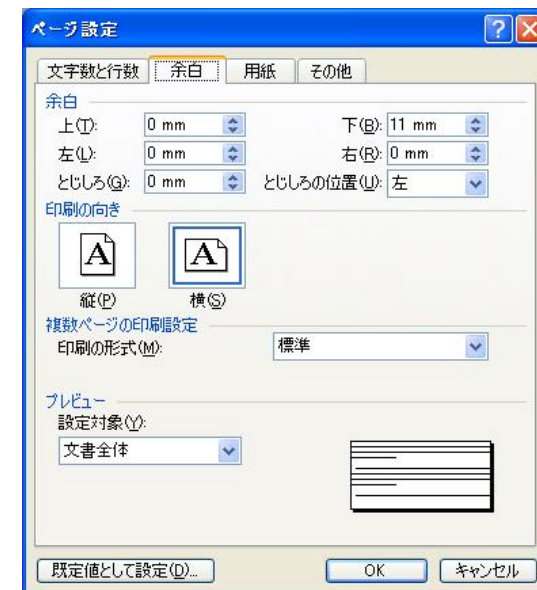 ページ設定
文字数と行数 余白 用紙 その他
余白
上(T): 0 mm 下(B): 11 mm
左(L): 0 mm 右(R): 0 mm
とじしろ(G): 0 mm とじしろの位置(U): 左
印刷の向き
A A
縦(P) 横(S)
複数ページの印刷設定
印刷の形式(M): 標準
プレビュー
設定対象(Y):
文書全体
既定値として設定(D)... OK キャンセル